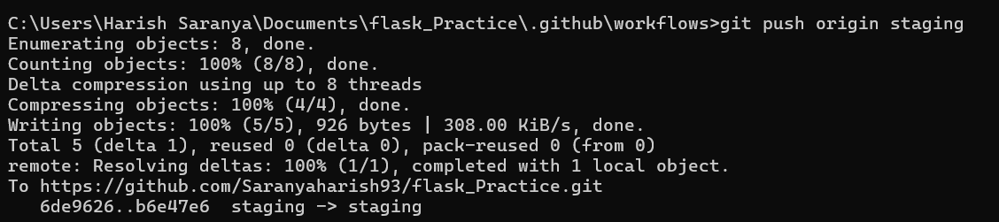 C:\Users\Harish Saranya\Documents\flask_Practice\.github\workflows>git push origin staging
Enumerating objects: 8, done.
Counting objects: 100% (8/8), done.
Delta compression using up to 8 threads
Compressing objects: 100% (4/4), done.
Writing objects: 100% (5/5), 926 bytes | 308.00 KiB/s, done.
Total 5 (delta 1), reused 0 (delta 0), pack-reused 0 (from 0)
remote: Resolving deltas: 100% (1/1), completed with 1 local object.
To https://github.com/Saranyaharish93/flask_Practice.git
   6de9626..b6e47e6  staging -> staging